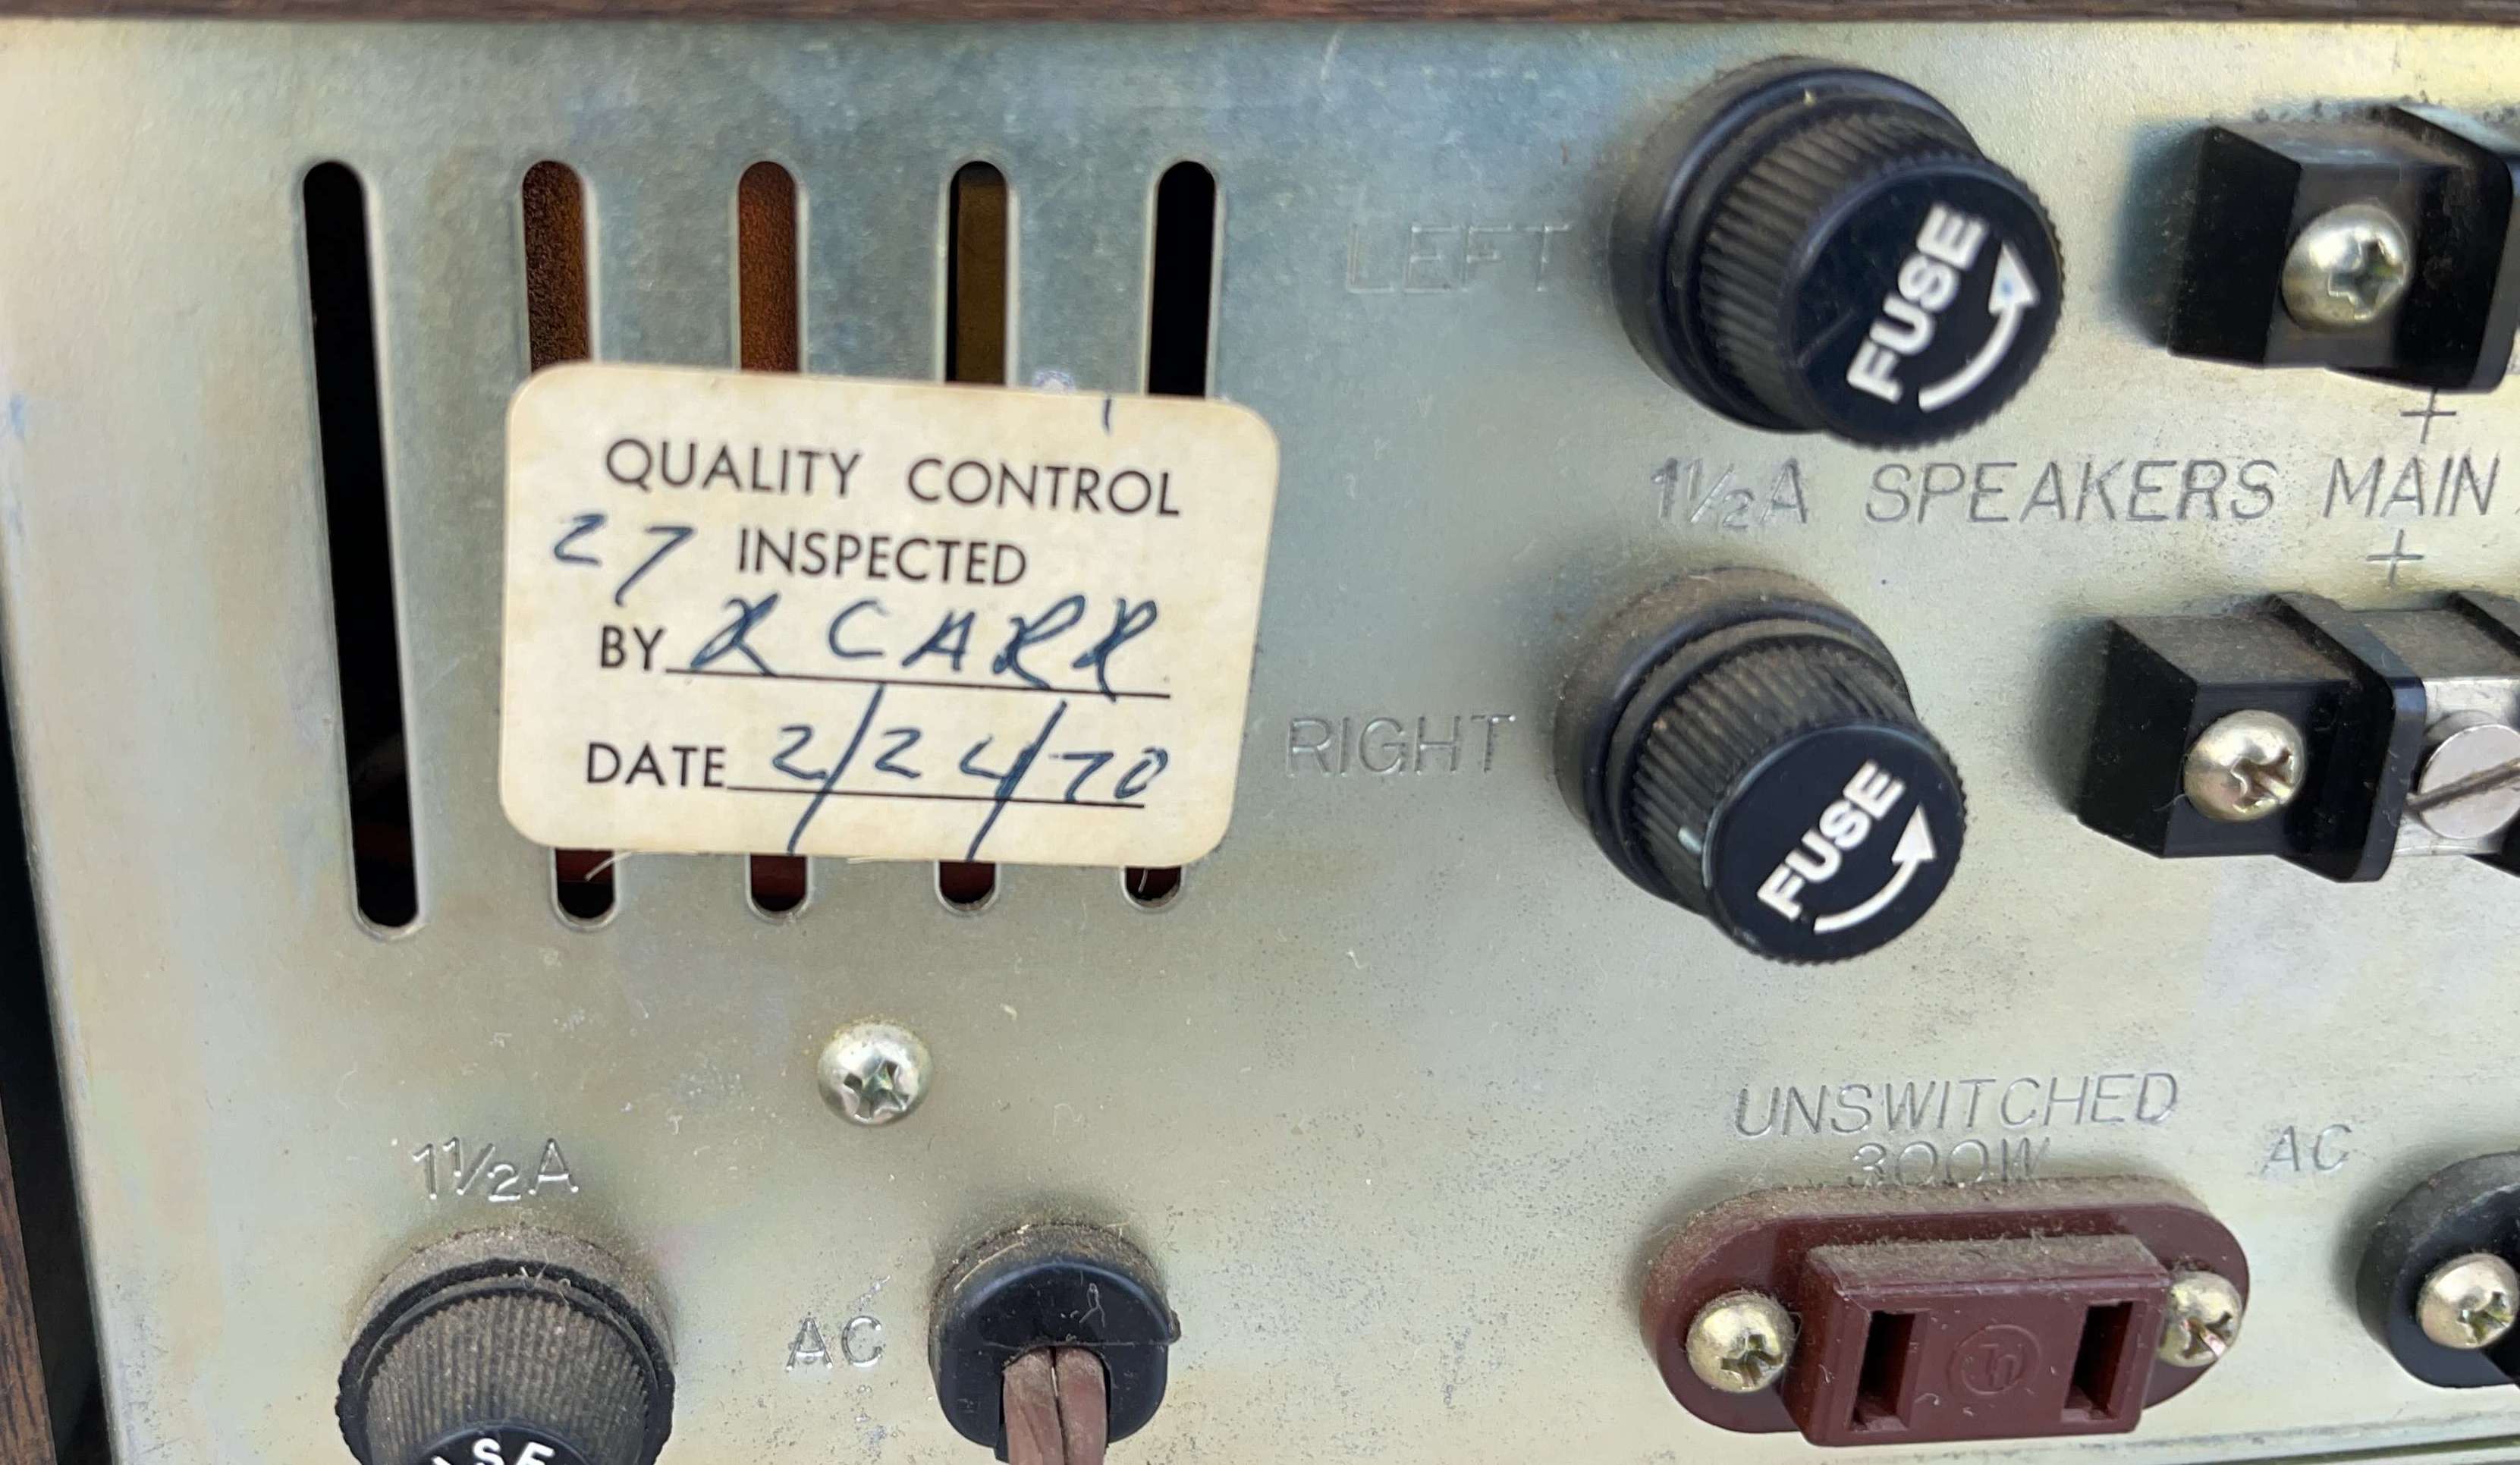 LEFT
FUSE
+
QUALITY CONTROL
27 INSPECTED
BY R CARR
DATE 2/24/70
1½A SPEAKERS MAIN
+
RIGHT
FUSE
UNSWITCHED
300W
AC
1½A
AC